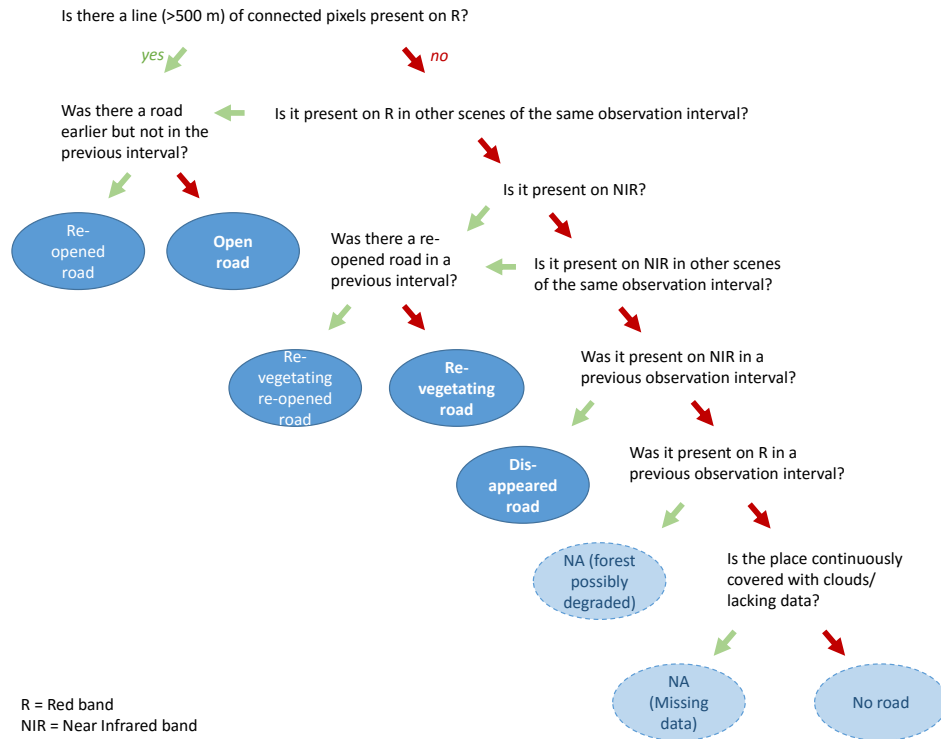 Is there a line (>500 m) of connected pixels present on R?
yes
no
Was there a road
earlier but not in the
previous interval?
Is it present on R in other scenes of the same observation interval?
Is it present on NIR?
Re-
opened
road
Open
road
Was there a re-
opened road in a
previous interval?
Is it present on NIR in other scenes
of the same observation interval?
Re-
vegetating
re-opened
road
Re-
vegetating
road
Was it present on NIR in a
previous observation interval?
Dis-
appeared
road
Was it present on R in a
previous observation interval?
NA (forest
possibly
degraded)
Is the place continuously
covered with clouds/
lacking data?
NA
(Missing
data)
No road
R = Red band
NIR = Near Infrared band